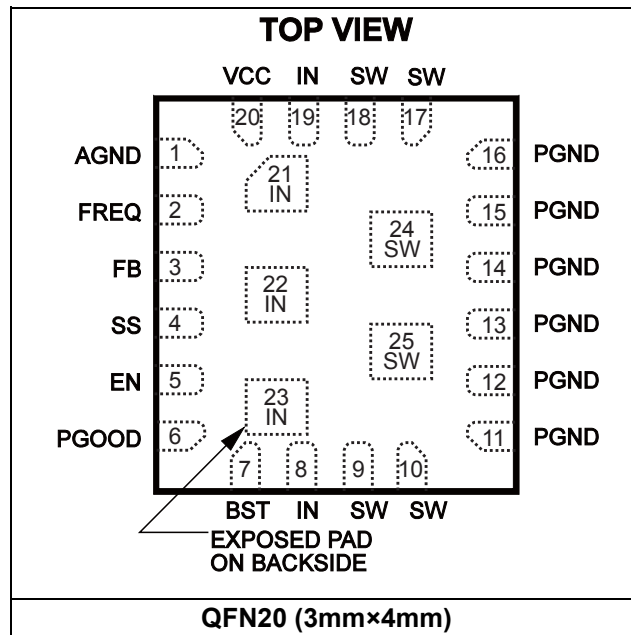 TOP VIEW
VCC IN SW SW
20 19 18 17
AGND 1 16 PGND
21
IN
FREQ 2 15 PGND
24
SW
FB 3 14 PGND
22
IN
SS 4 13 PGND
25
SW
EN 5 12 PGND
23
IN
PGOOD 6 11 PGND
7 8 9 10
BST IN SW SW
EXPOSED PAD
ON BACKSIDE
QFN20 (3mm×4mm)